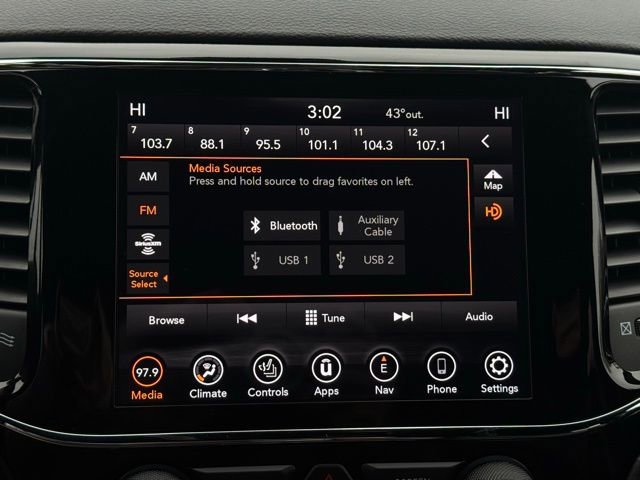 HI 3:02 43°out. HI
7 103.7 8 88.1 9 95.5 10 101.1 11 104.3 12 107.1
AM Media Sources
Press and hold source to drag favorites on left.
Map
FM HD
Bluetooth Auxiliary
Cable
SiriusXM
USB 1 USB 2
Source
Select
Browse Tune Audio
97.9 E
Media Climate Controls Apps Nav Phone Settings